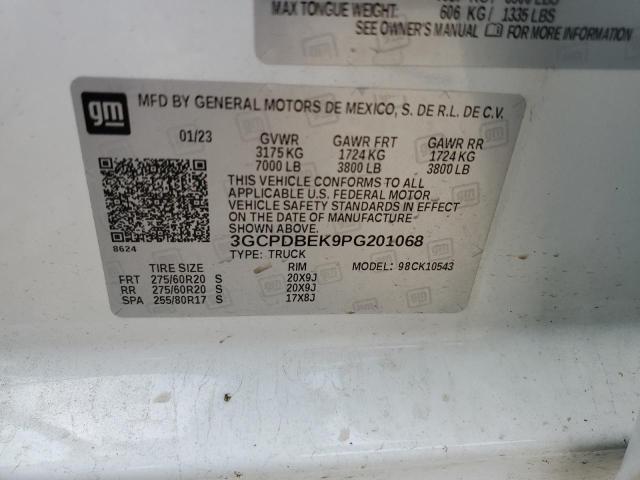 MAX TONGUE WEIGHT: 606 KG / 1335 LBS
SEE OWNER'S MANUAL FOR MORE INFORMATION
gm
MFD BY GENERAL MOTORS DE MEXICO, S. DE R.L. DE C.V.
01/23 GVWR GAWR FRT GAWR RR
3175 KG 1724 KG 1724 KG
7000 LB 3800 LB 3800 LB
THIS VEHICLE CONFORMS TO ALL
APPLICABLE U.S. FEDERAL MOTOR
VEHICLE SAFETY STANDARDS IN EFFECT
ON THE DATE OF MANUFACTURE
SHOWN ABOVE.
8624 3GCPDBEK9PG201068
TYPE: TRUCK
TIRE SIZE RIM MODEL: 98CK10543
FRT 275/60R20 S 20X9J
RR 275/60R20 S 20X9J
SPA 255/80R17 S 17X8J